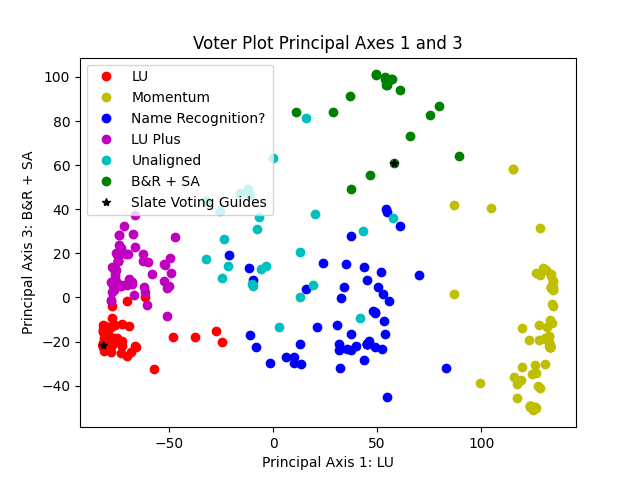 Voter Plot Principal Axes 1 and 3
LU
Momentum
Name Recognition?
LU Plus
Unaligned
B&R + SA
Slate Voting Guides
Principal Axis 3: B&R + SA
100
80
60
40
20
0
−20
−40
−50
0
50
100
Principal Axis 1: LU